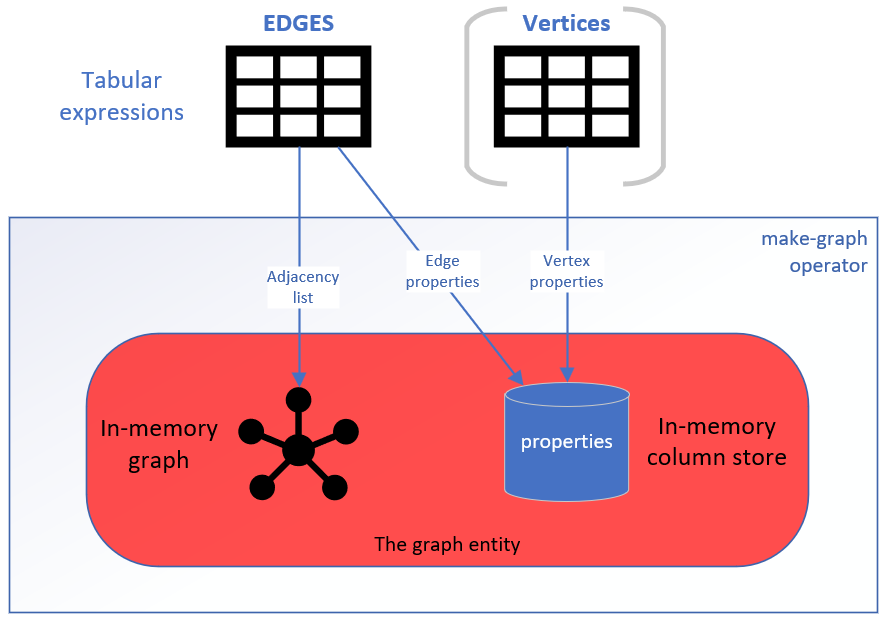 EDGES
Vertices
Tabular
expressions
make-graph
operator
Adjacency
list
Edge
properties
Vertex
properties
In-memory
graph
properties
In-memory
column store
The graph entity